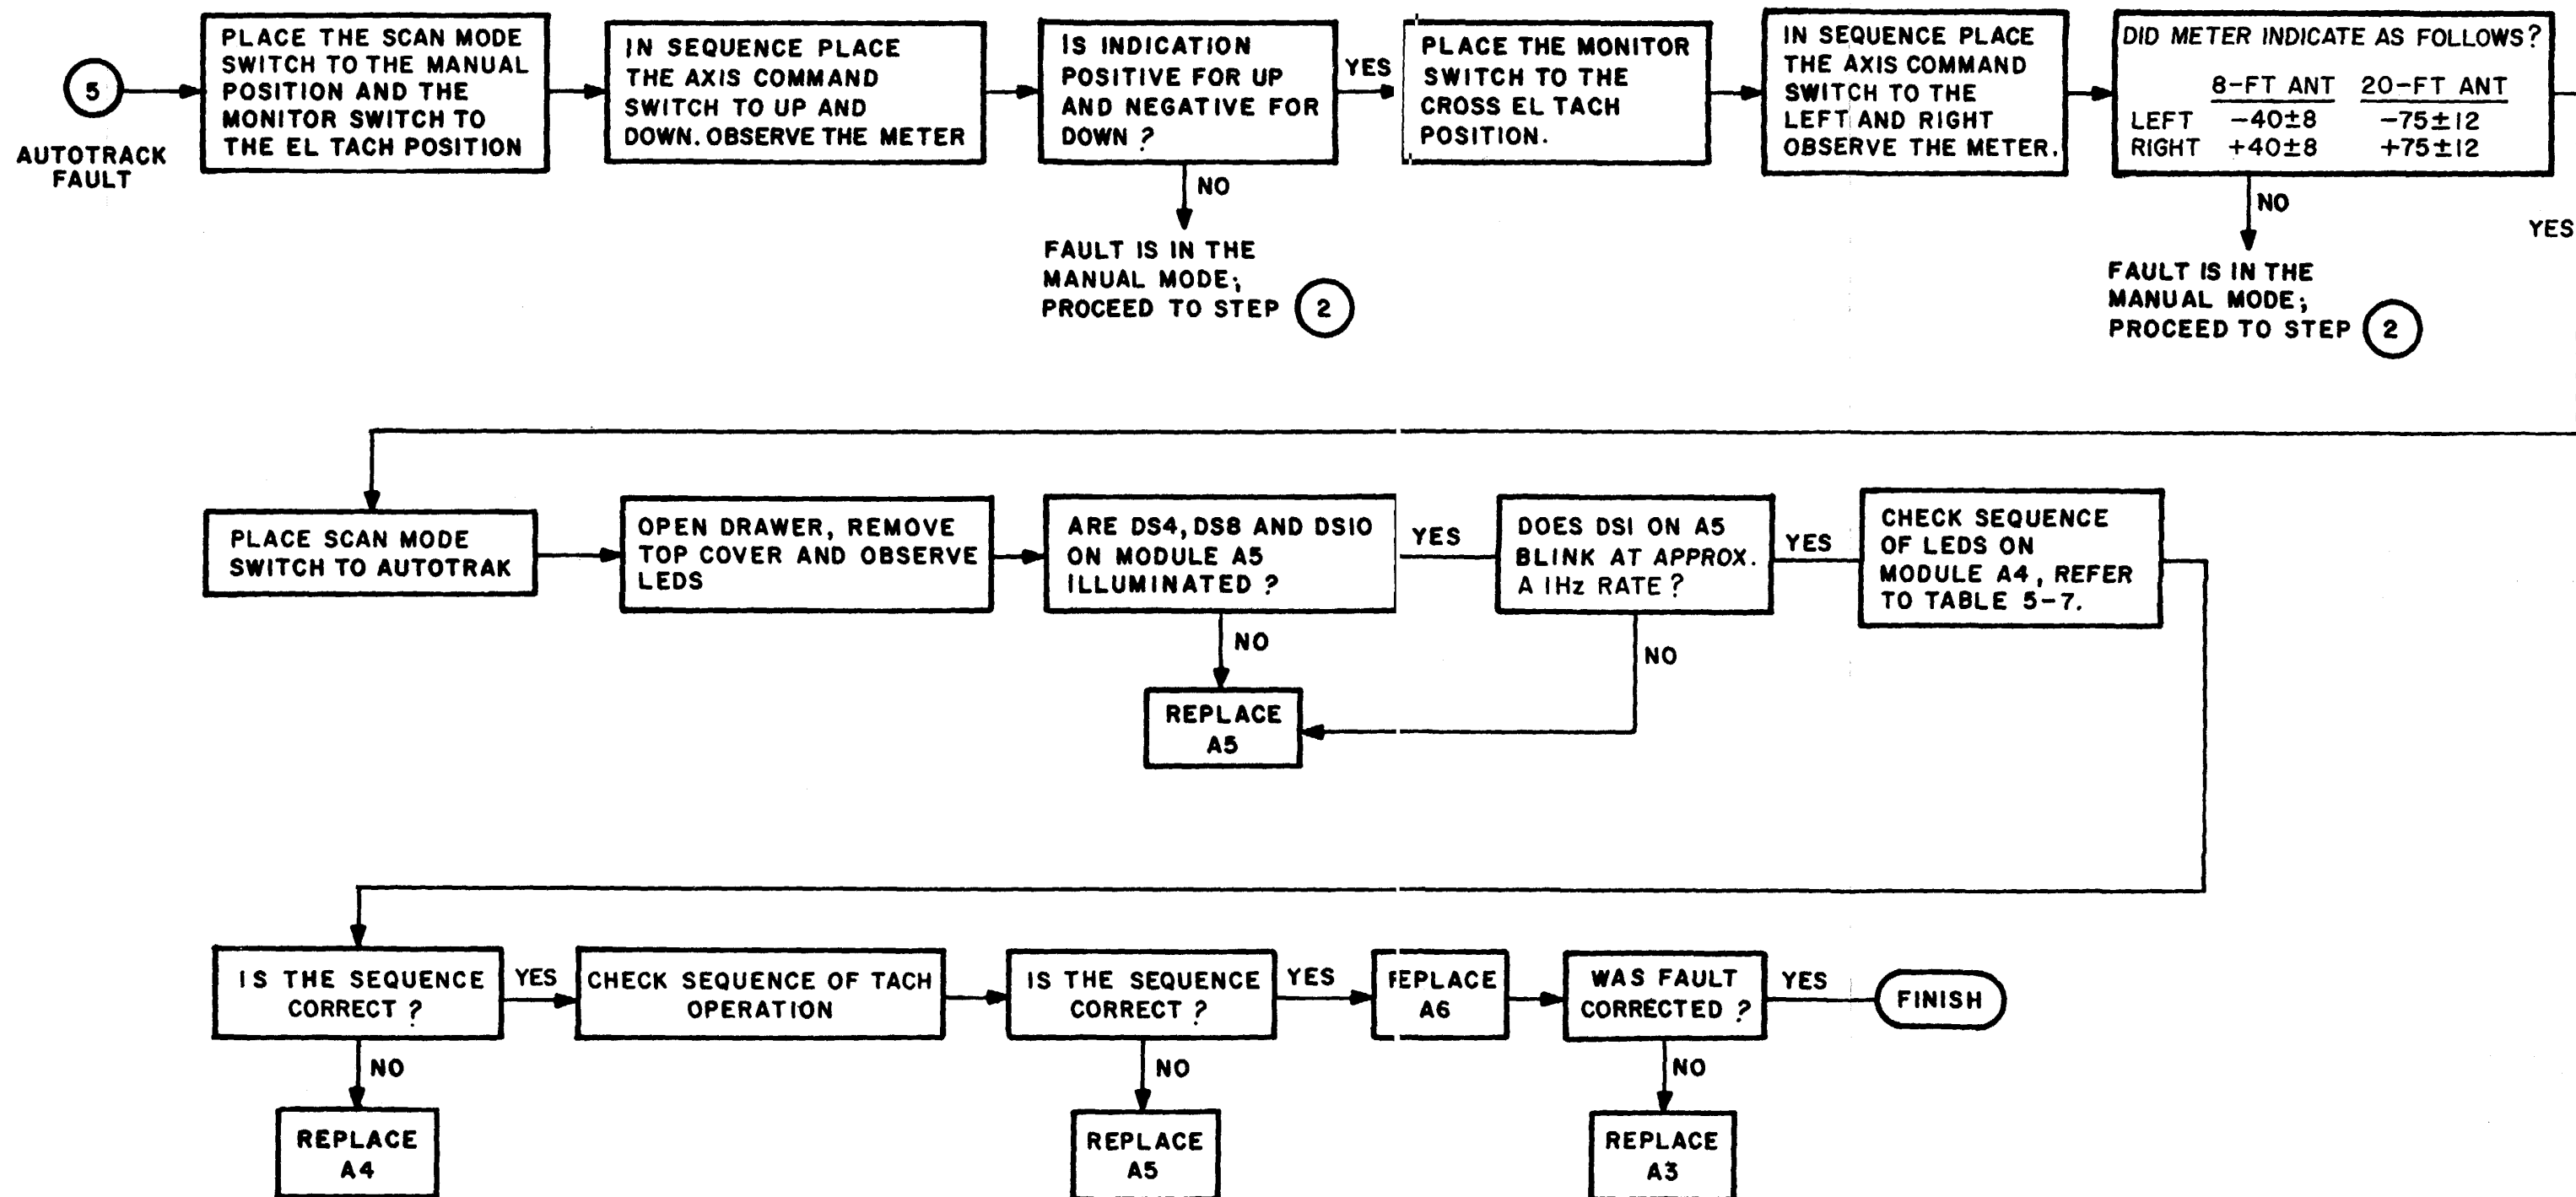 5
AUTOTRACK
FAULT
PLACE THE SCAN MODE
SWITCH TO THE MANUAL
POSITION AND THE
MONITOR SWITCH TO
THE EL TACH POSITION
IN SEQUENCE PLACE
THE AXIS COMMAND
SWITCH TO UP AND
DOWN. OBSERVE THE METER
IS INDICATION
POSITIVE FOR UP
AND NEGATIVE FOR
DOWN ?
YES
NO
FAULT IS IN THE
MANUAL MODE;
PROCEED TO STEP 2
PLACE THE MONITOR
SWITCH TO THE
CROSS EL TACH
POSITION.
IN SEQUENCE PLACE
THE AXIS COMMAND
SWITCH TO THE
LEFT AND RIGHT
OBSERVE THE METER.
DID METER INDICATE AS FOLLOWS?
8-FT ANT 20-FT ANT
LEFT -40±8 -75±12
RIGHT +40±8 +75±12
NO
YES
FAULT IS IN THE
MANUAL MODE;
PROCEED TO STEP 2
PLACE SCAN MODE
SWITCH TO AUTOTRAK
OPEN DRAWER, REMOVE
TOP COVER AND OBSERVE
LEDS
ARE DS4, DS8 AND DS10
ON MODULE A5
ILLUMINATED ?
YES
NO
DOES DS1 ON A5
BLINK AT APPROX.
A 1Hz RATE ?
YES
NO
REPLACE
A5
CHECK SEQUENCE
OF LEDS ON
MODULE A4, REFER
TO TABLE 5-7.
IS THE SEQUENCE
CORRECT ?
YES
NO
REPLACE
A4
CHECK SEQUENCE OF TACH
OPERATION
IS THE SEQUENCE
CORRECT ?
YES
NO
REPLACE
A5
REPLACE
A6
WAS FAULT
CORRECTED ?
YES
NO
REPLACE
A3
FINISH